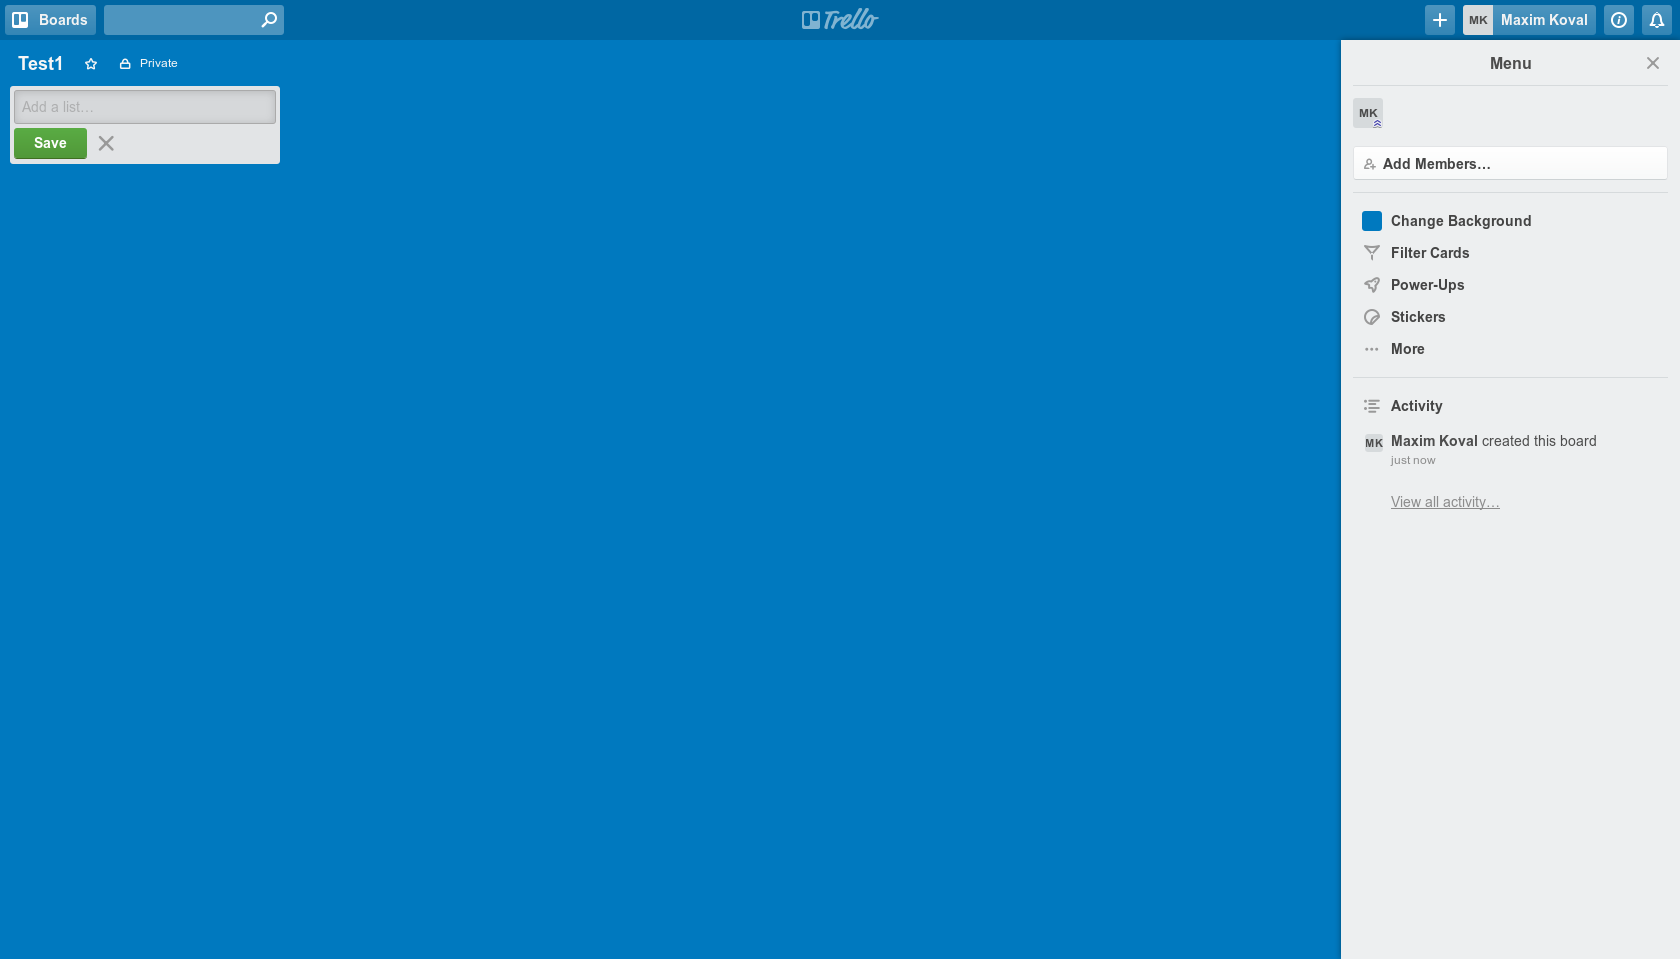 Boards
Trello
MK Maxim Koval
Test1
Private
Add a list…
Save
Menu
MK
Add Members…
Change Background
Filter Cards
Power-Ups
Stickers
More
Activity
MK Maxim Koval created this board
just now
View all activity…